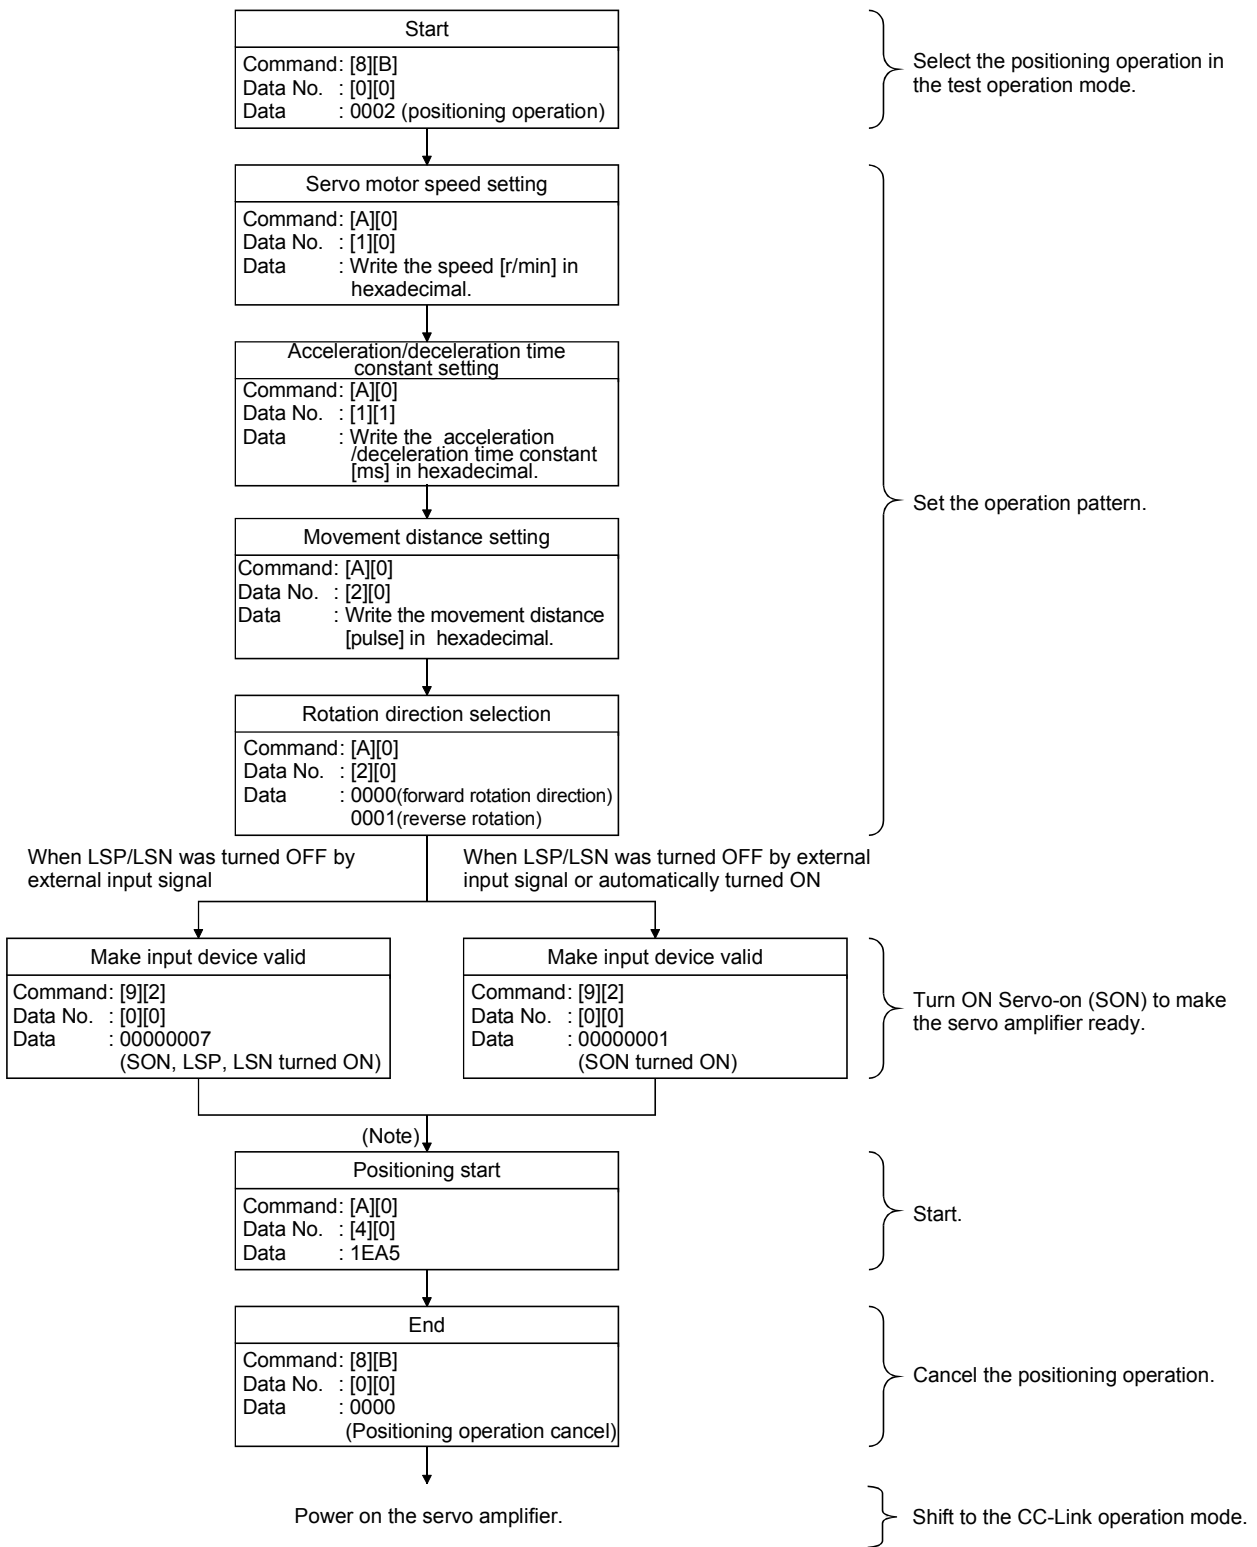 Start
Command: [8][B]
Data No. : [0][0]
Data : 0002 (positioning operation)
Select the positioning operation in
the test operation mode.
Servo motor speed setting
Command: [A][0]
Data No. : [1][0]
Data : Write the speed [r/min] in
hexadecimal.
Acceleration/deceleration time
constant setting
Command: [A][0]
Data No. : [1][1]
Data : Write the acceleration
/deceleration time constant
[ms] in hexadecimal.
Set the operation pattern.
Movement distance setting
Command: [A][0]
Data No. : [2][0]
Data : Write the movement distance
[pulse] in hexadecimal.
Rotation direction selection
Command: [A][0]
Data No. : [2][0]
Data : 0000(forward rotation direction)
0001(reverse rotation)
When LSP/LSN was turned OFF by
external input signal
When LSP/LSN was turned OFF by external
input signal or automatically turned ON
Make input device valid
Command: [9][2]
Data No. : [0][0]
Data : 00000007
(SON, LSP, LSN turned ON)
Make input device valid
Command: [9][2]
Data No. : [0][0]
Data : 00000001
(SON turned ON)
Turn ON Servo-on (SON) to make
the servo amplifier ready.
(Note)
Positioning start
Command: [A][0]
Data No. : [4][0]
Data : 1EA5
Start.
End
Command: [8][B]
Data No. : [0][0]
Data : 0000
(Positioning operation cancel)
Cancel the positioning operation.
Power on the servo amplifier.
Shift to the CC-Link operation mode.